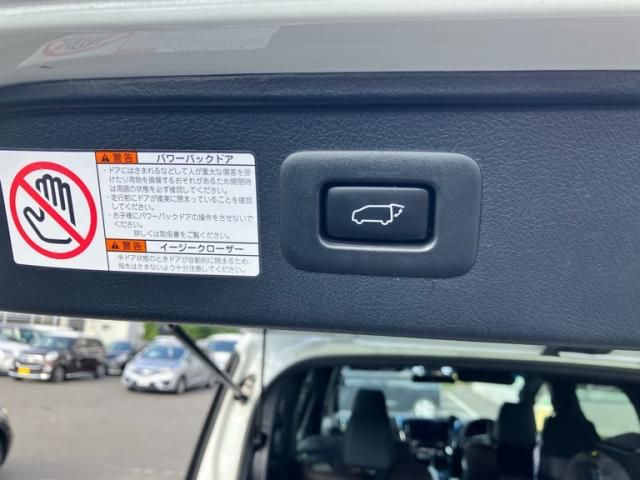 警告 パワーバックドア
・ドアにはさまれるなどして人が重大な傷害を受
けたり荷物を損傷するおそれがあるため開閉時
は周囲の状態を必ず確認してください。
・走行前にドアが確実に閉まっていることを確認
してください。
・お子様にパワーバックドアの操作をさせないで
ください。
詳しくは取扱書をご覧ください。
警告 イージークローザー
半ドア状態のときドアが自動的に閉まるため、
指をはさまないよう十分注意してください。